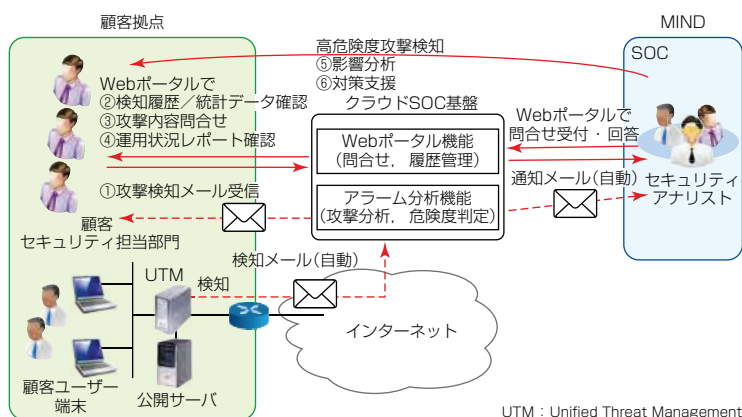 顧客拠点
MIND
SOC
高危険度攻撃検知
⑤影響分析
⑥対策支援
Webポータルで
②検知履歴／統計データ確認
③攻撃内容問合せ
④運用状況レポート確認
クラウドSOC基盤
Webポータル機能
（問合せ，履歴管理）
アラーム分析機能
（攻撃分析，危険度判定）
Webポータルで
問合せ受付・回答
通知メール（自動）
セキュリティ
アナリスト
①攻撃検知メール受信
顧客
セキュリティ担当部門
UTM
検知
検知メール（自動）
インターネット
顧客ユーザー
端末
公開サーバ
UTM：Unified Threat Management